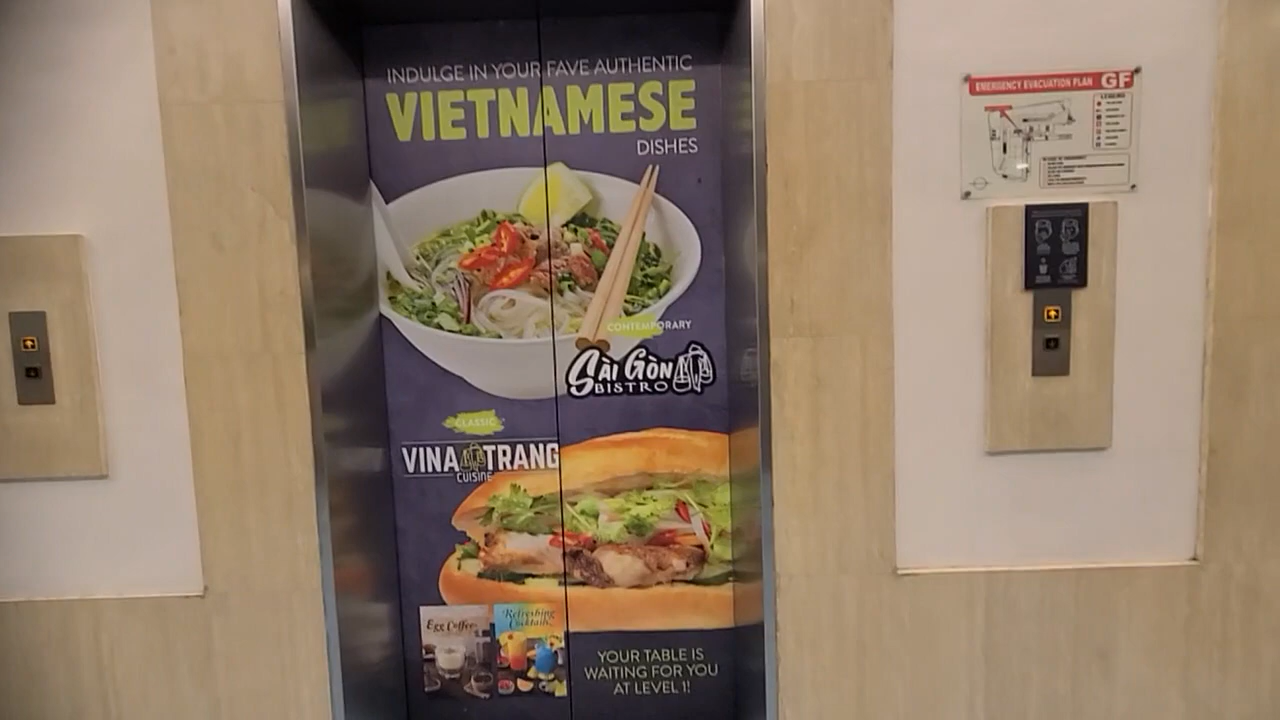 INDULGE IN YOUR FAVE AUTHENTIC
VIETNAMESE
DISHES
CONTEMPORARY
SÀI GÒN
BISTRO
CLASSIC
VINA TRANG
CUISINE
Egg Coffee
Refreshing
Cocktails
YOUR TABLE IS
WAITING FOR YOU
AT LEVEL 1!
EMERGENCY EVACUATION PLAN GF